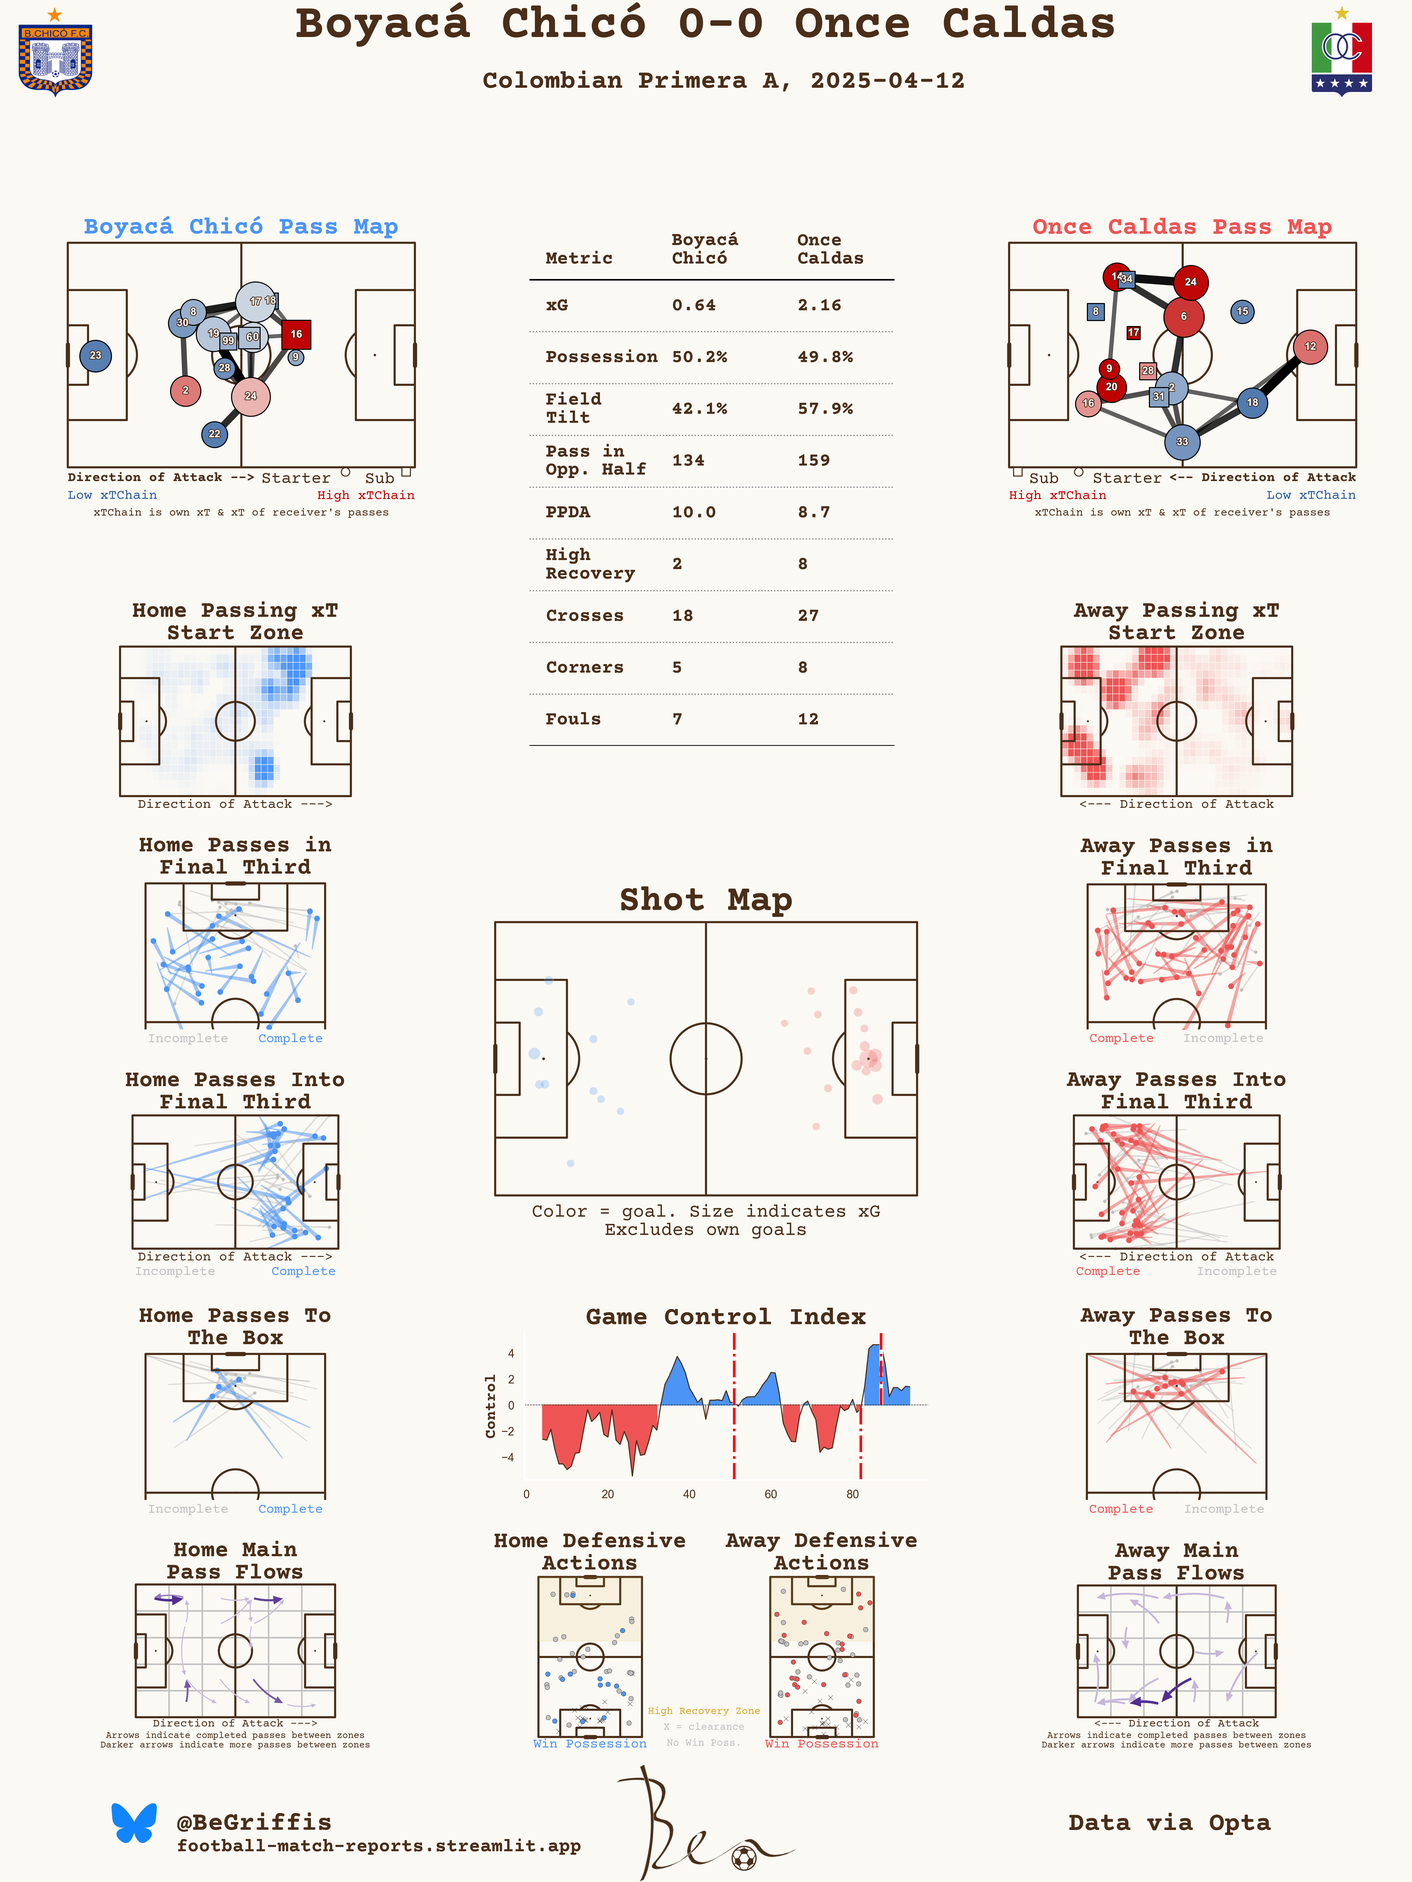 Boyacá Chicó 0-0 Once Caldas
Colombian Primera A, 2025-04-12
B.CHICÓ F.C.
OC
Boyacá Chicó Pass Map
23
30
8
2
22
19
99
28
17
18
60
24
16
9
Direction of Attack --> Starter Sub
Low xTChain High xTChain
xTChain is own xT & xT of receiver's passes
Metric Boyacá Chicó Once Caldas
xG 0.64 2.16
Possession 50.2% 49.8%
Field Tilt 42.1% 57.9%
Pass in Opp. Half 134 159
PPDA 10.0 8.7
High Recovery 2 8
Crosses 18 27
Corners 5 8
Fouls 7 12
Once Caldas Pass Map
14
34
24
8
6
15
17
12
9
28
20
2
31
16
18
33
Sub Starter <-- Direction of Attack
High xTChain Low xTChain
xTChain is own xT & xT of receiver's passes
Home Passing xT
Start Zone
Direction of Attack --->
Away Passing xT
Start Zone
<--- Direction of Attack
Home Passes in
Final Third
Incomplete Complete
Away Passes in
Final Third
Complete Incomplete
Shot Map
Color = goal. Size indicates xG
Excludes own goals
Home Passes Into
Final Third
Direction of Attack --->
Incomplete Complete
Away Passes Into
Final Third
<--- Direction of Attack
Complete Incomplete
Home Passes To
The Box
Incomplete Complete
Game Control Index
Control
4
2
0
−2
−4
0 20 40 60 80
Away Passes To
The Box
Complete Incomplete
Home Main
Pass Flows
Direction of Attack --->
Arrows indicate completed passes between zones
Darker arrows indicate more passes between zones
Home Defensive
Actions
Win Possession
Away Defensive
Actions
Win Possession
High Recovery Zone
X = clearance
No Win Poss.
Away Main
Pass Flows
<--- Direction of Attack
Arrows indicate completed passes between zones
Darker arrows indicate more passes between zones
@BeGriffis
football-match-reports.streamlit.app
Ben
Data via Opta